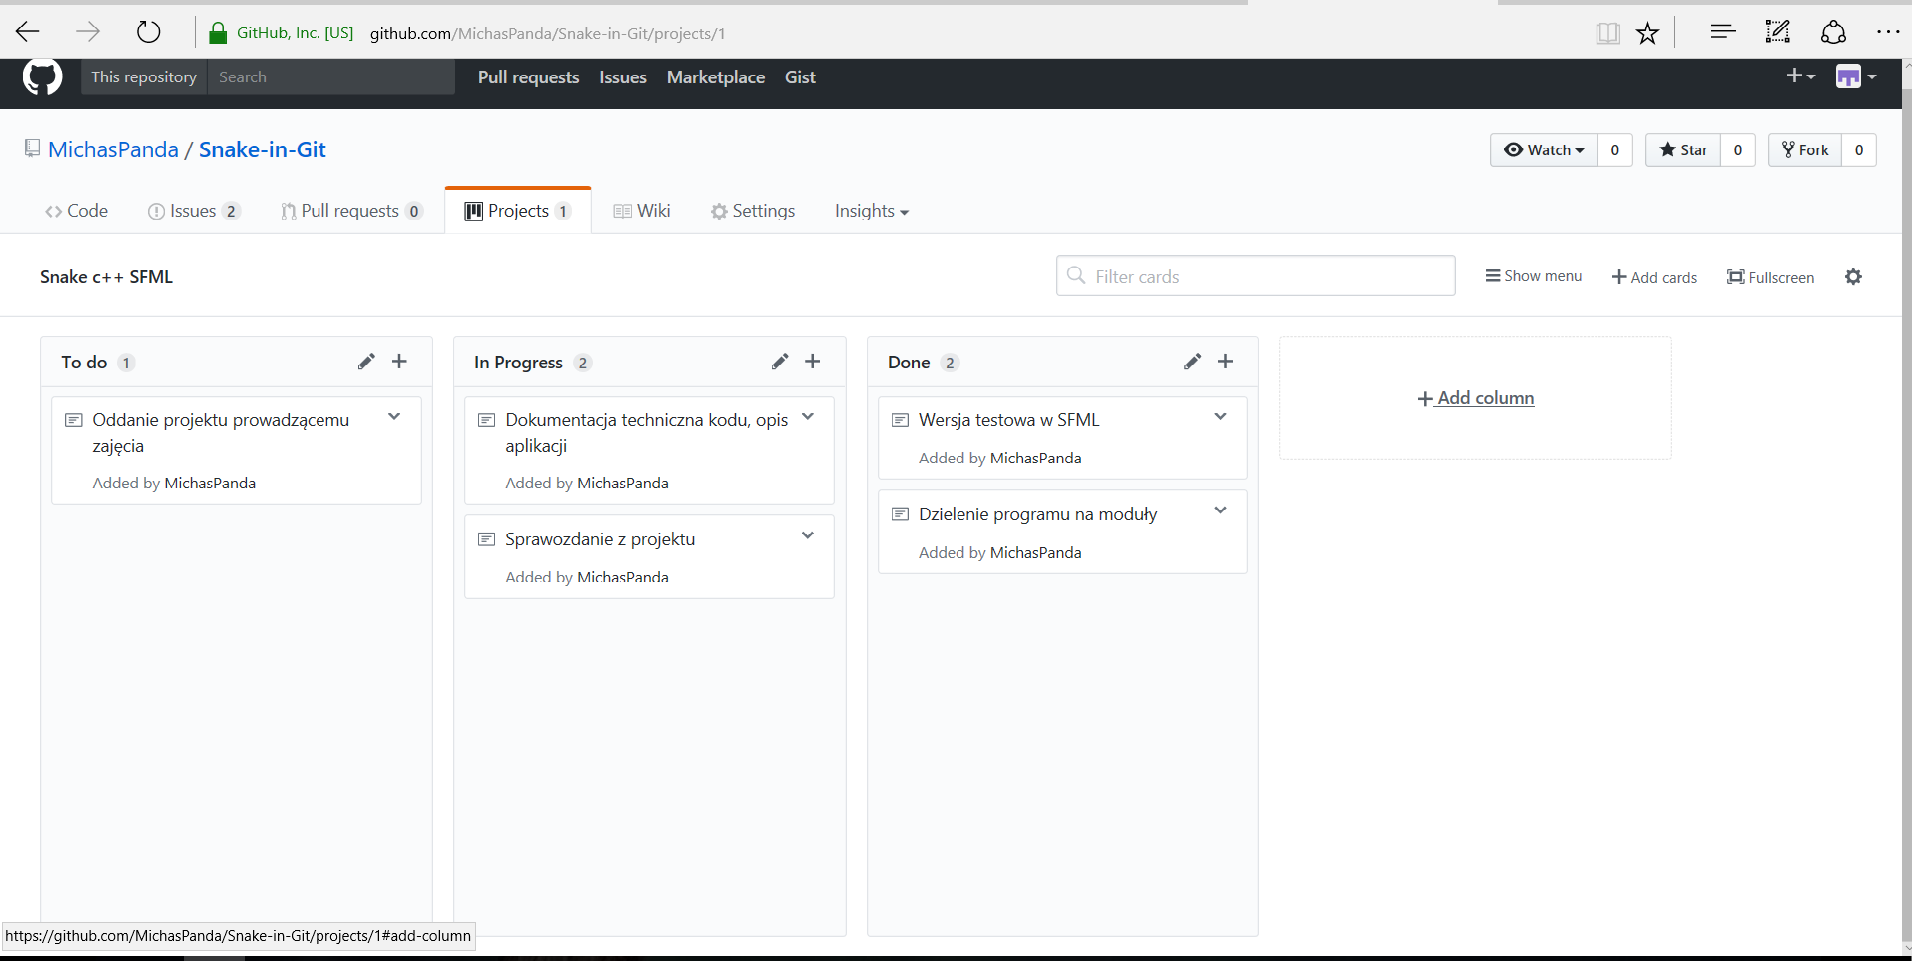 GitHub, Inc. [US] github.com/MichasPanda/Snake-in-Git/projects/1
This repository Search Pull requests Issues Marketplace Gist
MichasPanda / Snake-in-Git Watch 0 Star 0 Fork 0
Code Issues 2 Pull requests 0 Projects 1 Wiki Settings Insights
Snake c++ SFML Filter cards Show menu Add cards Fullscreen
To do 1
Oddanie projektu prowadzącemu
zajęcia
Added by MichasPanda
In Progress 2
Dokumentacja techniczna kodu, opis
aplikacji
Added by MichasPanda
Sprawozdanie z projektu
Added by MichasPanda
Done 2
Wersja testowa w SFML
Added by MichasPanda
Dzielenie programu na moduły
Added by MichasPanda
Add column
https://github.com/MichasPanda/Snake-in-Git/projects/1#add-column